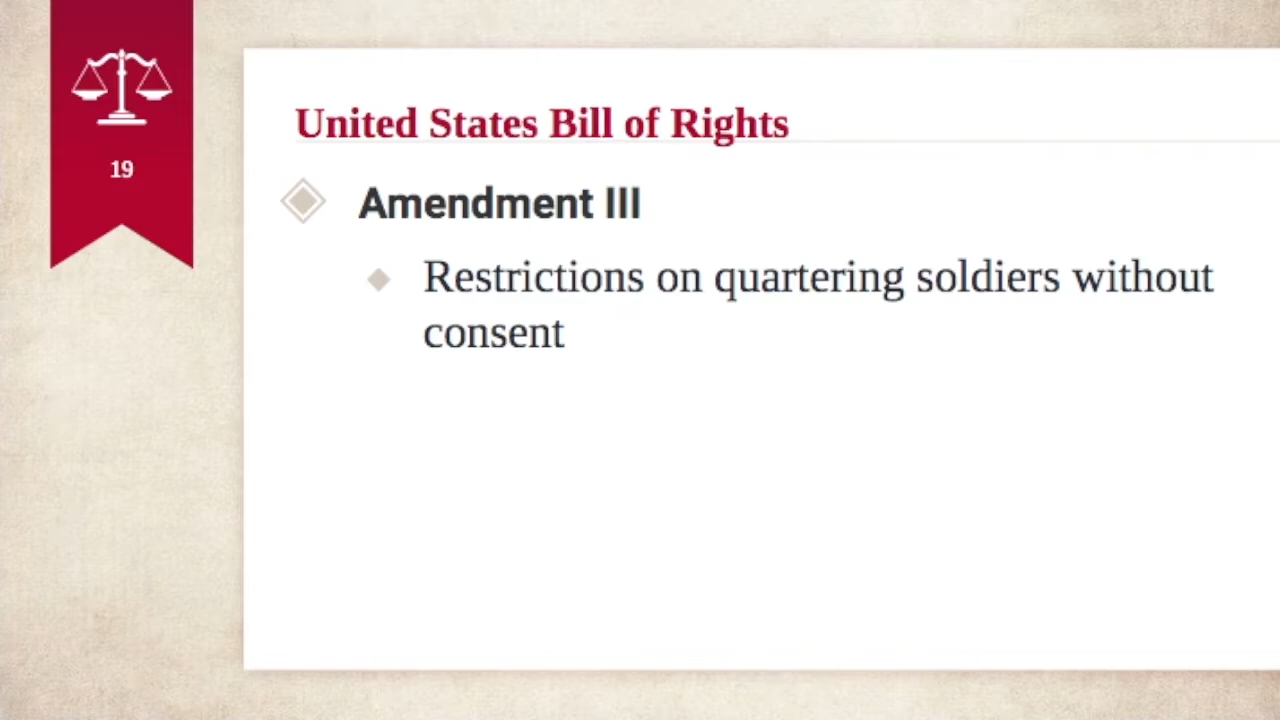 19
United States Bill of Rights
Amendment III
Restrictions on quartering soldiers without
consent